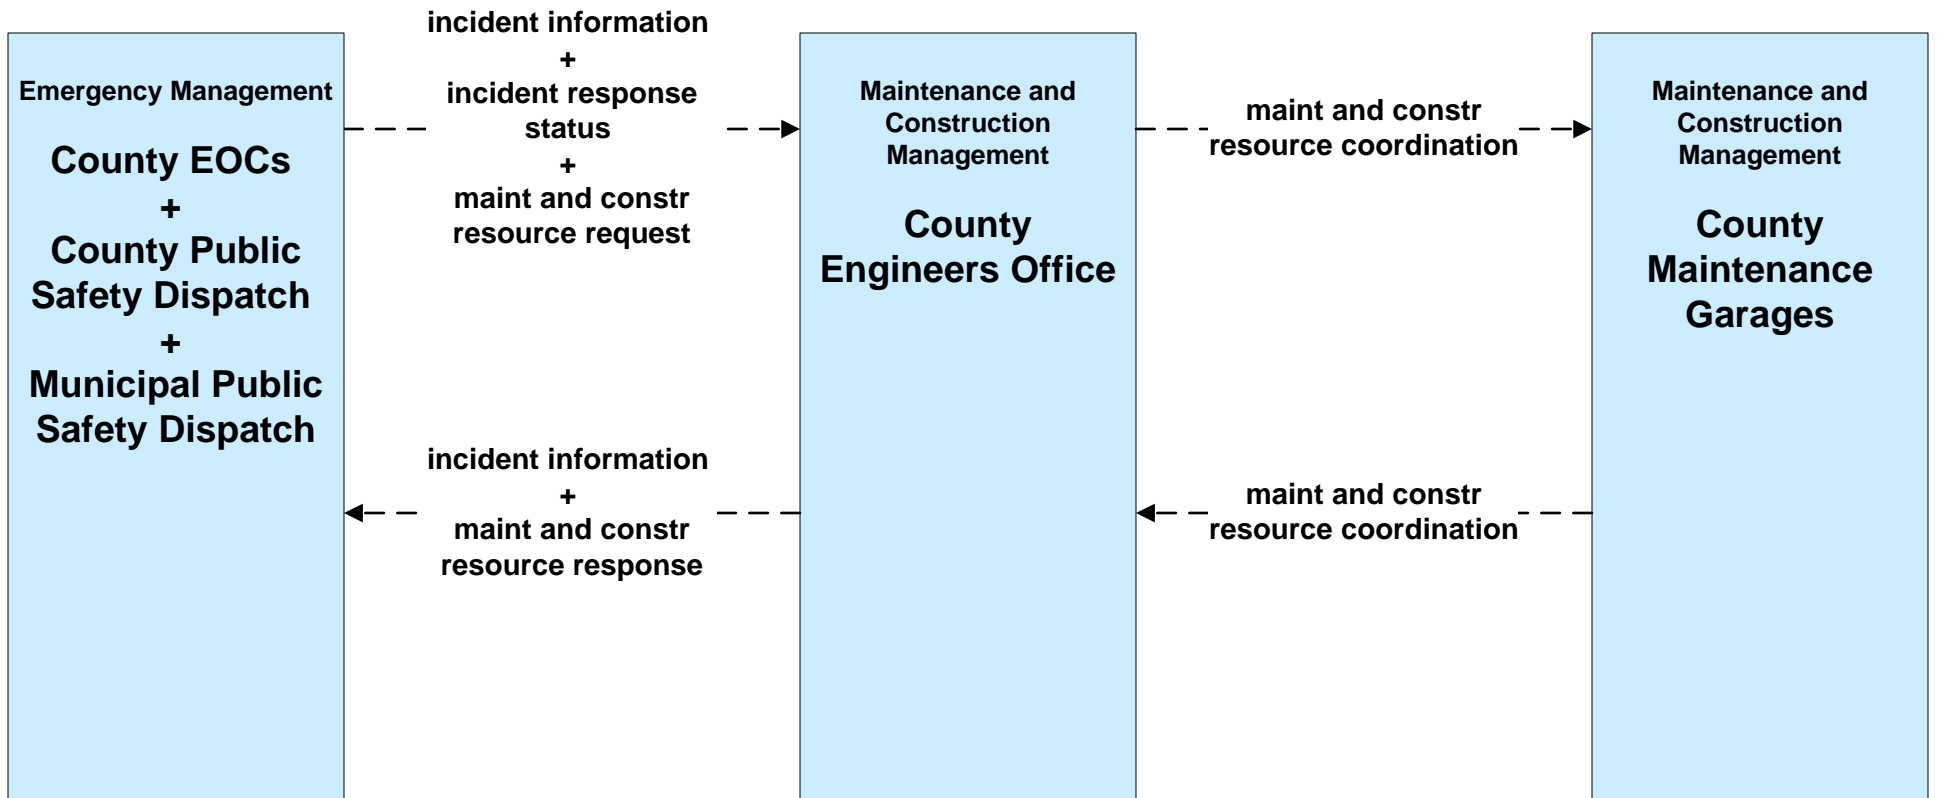 Emergency Management
County EOCs
+
County Public
Safety Dispatch
+
Municipal Public
Safety Dispatch
incident information
+
incident response
status
+
maint and constr
resource request
incident information
+
maint and constr
resource response
Maintenance and
Construction
Management
County
Engineers Office
maint and constr
resource coordination
maint and constr
resource coordination
Maintenance and
Construction
Management
County
Maintenance
Garages